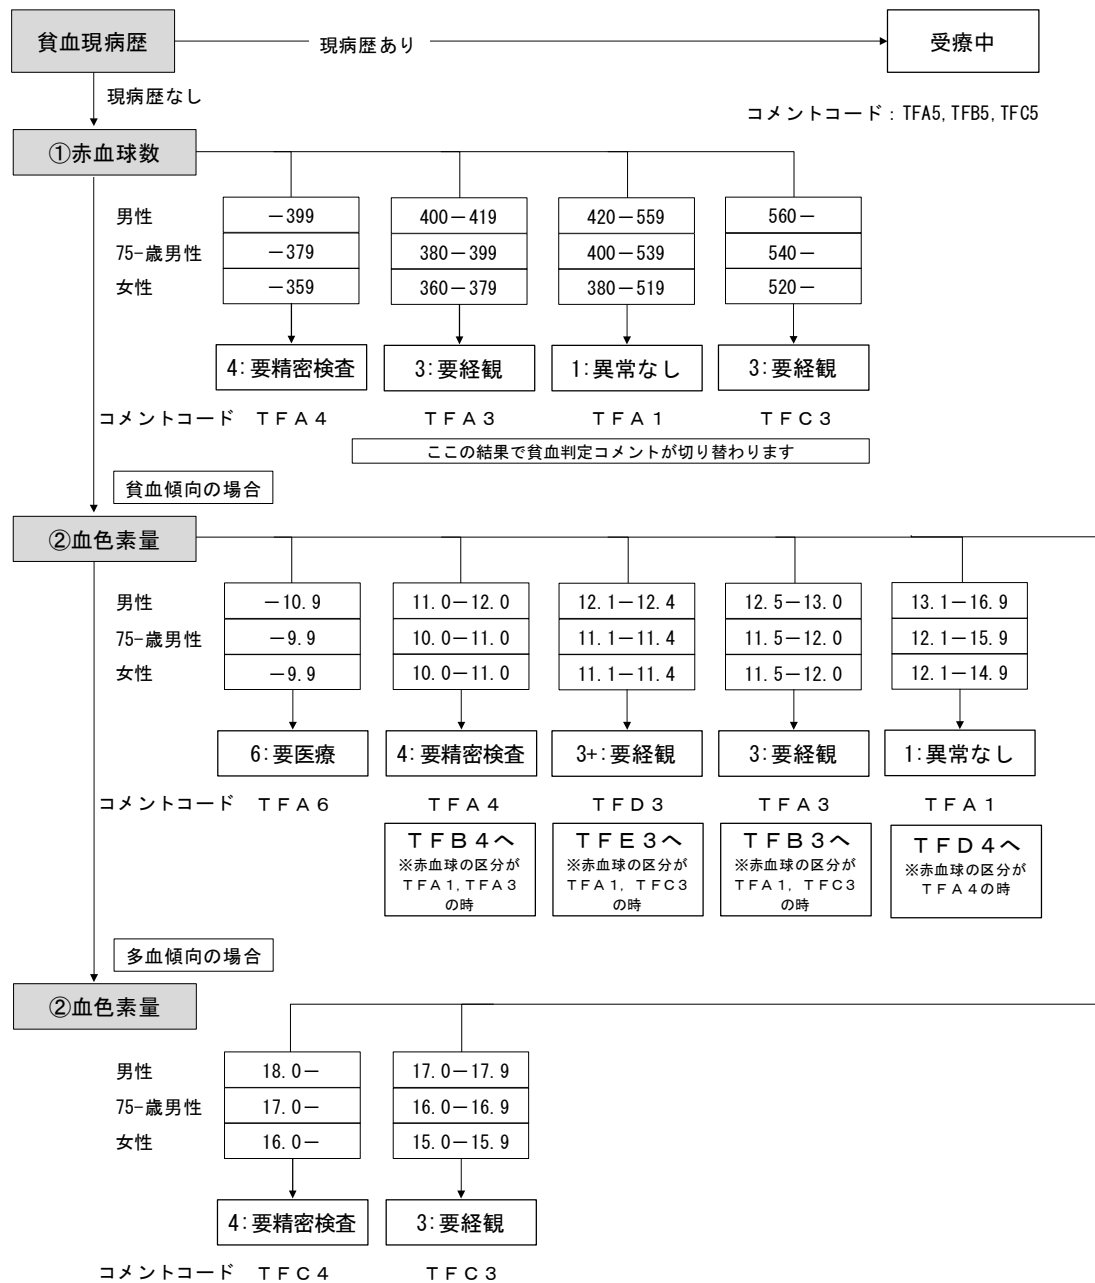 貧血現病歴 現病歴あり 受療中
現病歴なし
コメントコード：TFA5, TFB5, TFC5
①赤血球数
男性 －399 400－419 420－559 560－
75-歳男性 －379 380－399 400－539 540－
女性 －359 360－379 380－519 520－
4:要精密検査 3:要経観 1:異常なし 3:要経観
コメントコード ＴＦＡ４ ＴＦＡ３ ＴＦＡ１ ＴＦＣ３
ここの結果で貧血判定コメントが切り替わります
貧血傾向の場合
②血色素量
男性 －10.9 11.0－12.0 12.1－12.4 12.5－13.0 13.1－16.9
75-歳男性 －9.9 10.0－11.0 11.1－11.4 11.5－12.0 12.1－15.9
女性 －9.9 10.0－11.0 11.1－11.4 11.5－12.0 12.1－14.9
6:要医療 4:要精密検査 3+:要経観 3:要経観 1:異常なし
コメントコード ＴＦＡ６ ＴＦＡ４ ＴＦＤ３ ＴＦＡ３ ＴＦＡ１
ＴＦＢ４へ
※赤血球の区分が
ＴＦＡ１,ＴＦＡ３
の時
ＴＦＥ３へ
※赤血球の区分が
ＴＦＡ１, ＴＦＣ３
の時
ＴＦＢ３へ
※赤血球の区分が
ＴＦＡ１, ＴＦＣ３
の時
ＴＦＤ４へ
※赤血球の区分が
ＴＦＡ４の時
多血傾向の場合
②血色素量
男性 18.0－ 17.0－17.9
75-歳男性 17.0－ 16.0－16.9
女性 16.0－ 15.0－15.9
4:要精密検査 3:要経観
コメントコード ＴＦＣ４ ＴＦＣ３